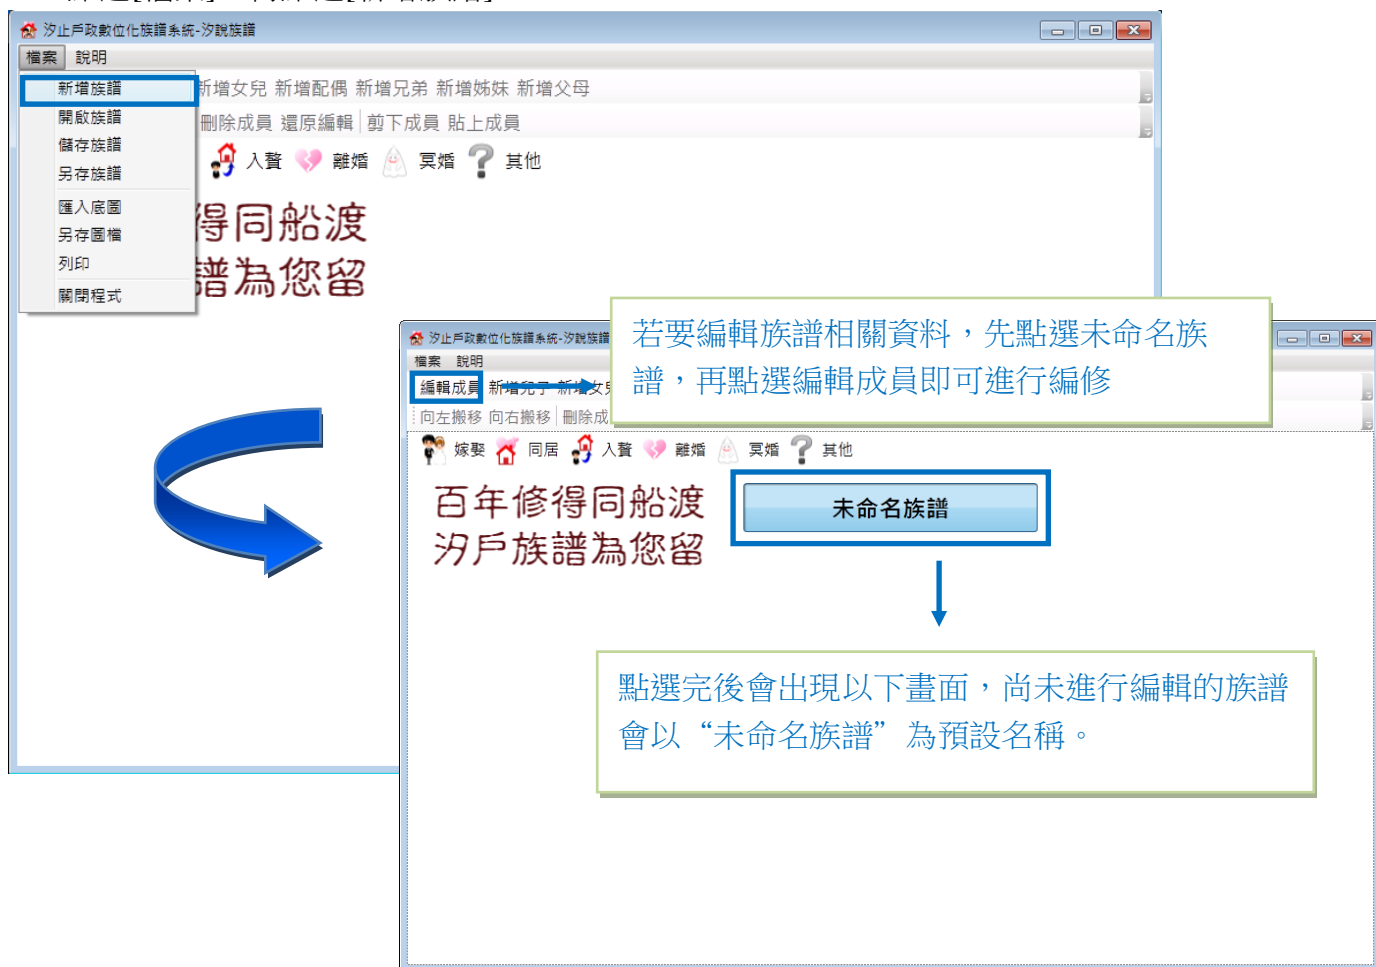 汐止戶政數位化族譜系統-汐說族譜
檔案 說明
新增族譜
新增女兒 新增配偶 新增兄弟 新增姊妹 新增父母
開啟族譜
刪除成員 還原編輯 剪下成員 貼上成員
儲存族譜
入贅 離婚 冥婚 其他
另存族譜
匯入底圖
另存圖檔
列印
關閉程式
得同船渡
譜為您留
若要編輯族譜相關資料，先點選未命名族
譜，再點選編輯成員即可進行編修
汐止戶政數位化族譜系統-汐說族譜
檔案 說明
編輯成員 新增兒子 新增女兒
向左搬移 向右搬移 刪除成
嫁娶 同居 入贅 離婚 冥婚 其他
百年修得同船渡
汐戶族譜為您留
未命名族譜
點選完後會出現以下畫面，尚未進行編輯的族譜
會以“未命名族譜”為預設名稱。